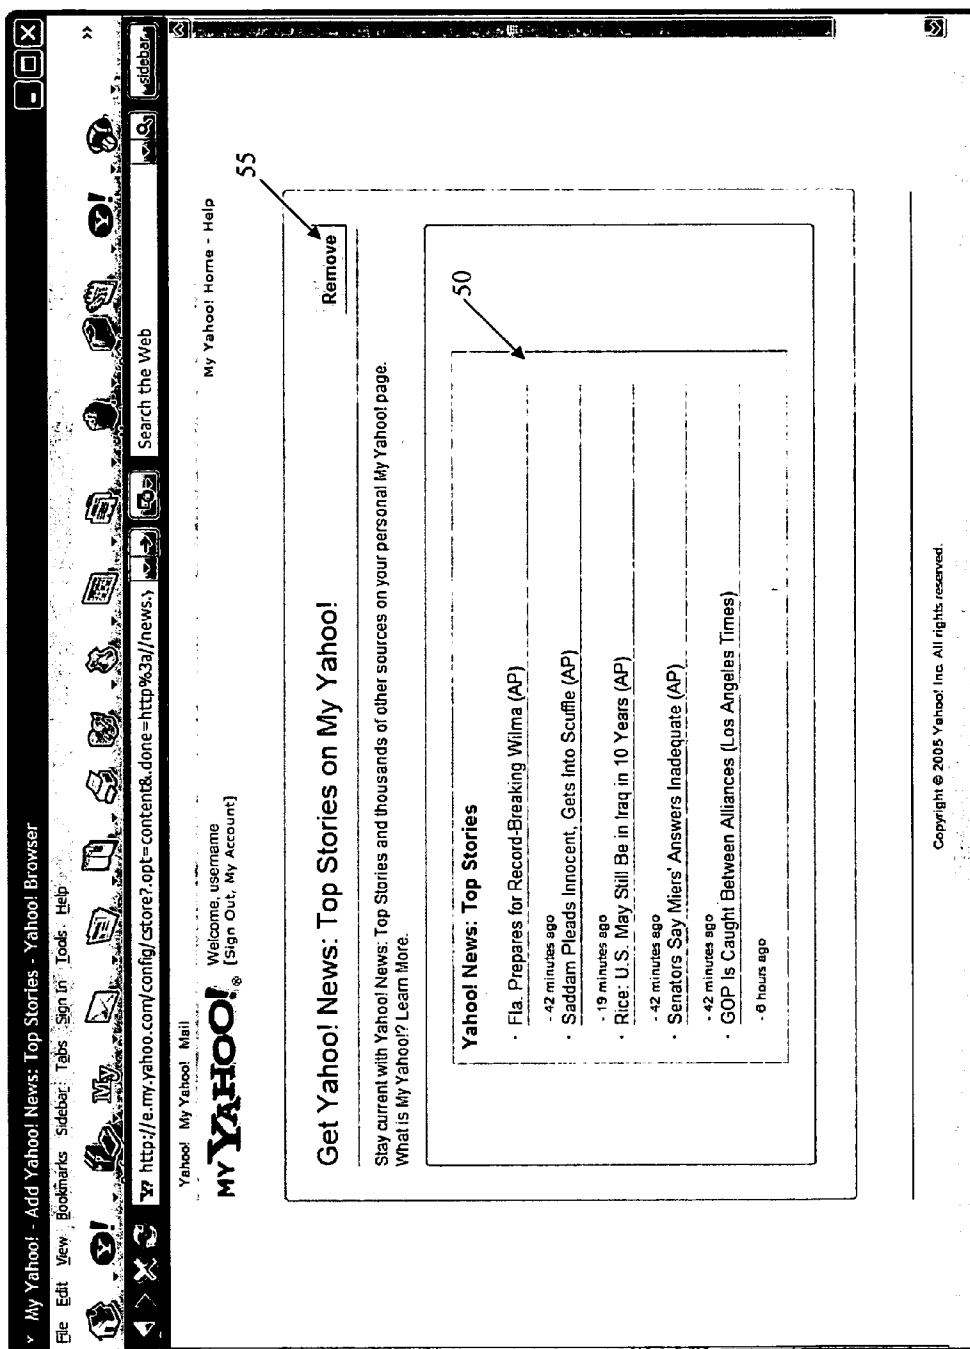 My Yahoo! - Add Yahoo! News: Top Stories - Yahoo! Browser
File Edit View Bookmarks Sidebar Tabs Sign in Tools Help
My Y!
http://e.my.yahoo.com/config/cstore?.opt=content&.done=http%3a//news.y
Search the Web
sidebar
Yahoo! My Yahoo! Mail
MY YAHOO!®
Welcome, username
[Sign Out, My Account]
My Yahoo! Home - Help
55
Get Yahoo! News: Top Stories on My Yahoo!
Remove
Stay current with Yahoo! News: Top Stories and thousands of other sources on your personal My Yahoo! page.
What is My Yahoo!? Learn More.
50
Yahoo! News: Top Stories
· Fla. Prepares for Record-Breaking Wilma (AP)
- 42 minutes ago
· Saddam Pleads Innocent, Gets Into Scuffle (AP)
- 19 minutes ago
· Rice: U.S. May Still Be in Iraq in 10 Years (AP)
- 42 minutes ago
· Senators Say Miers' Answers Inadequate (AP)
- 42 minutes ago
· GOP Is Caught Between Alliances (Los Angeles Times)
- 6 hours ago
Copyright © 2005 Yahoo! Inc. All rights reserved.